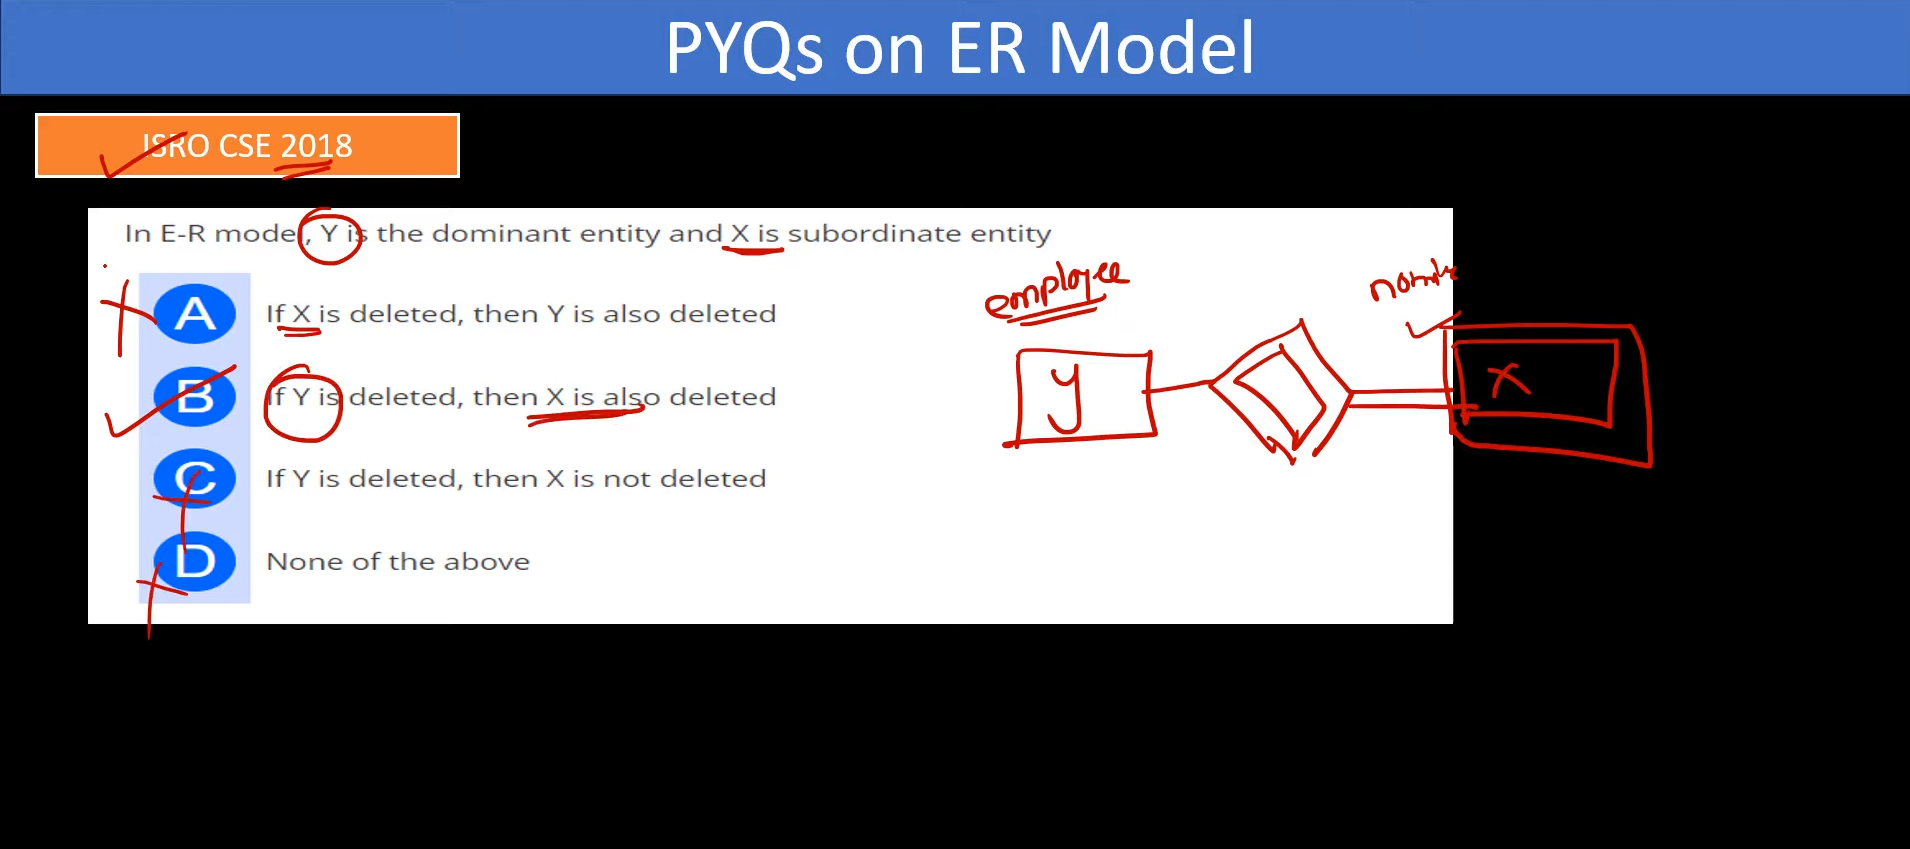 PYQs on ER Model
ISRO CSE 2018
In E-R model, Y is the dominant entity and X is subordinate entity
A If X is deleted, then Y is also deleted
B If Y is deleted, then X is also deleted
C If Y is deleted, then X is not deleted
D None of the above
employee
y
X